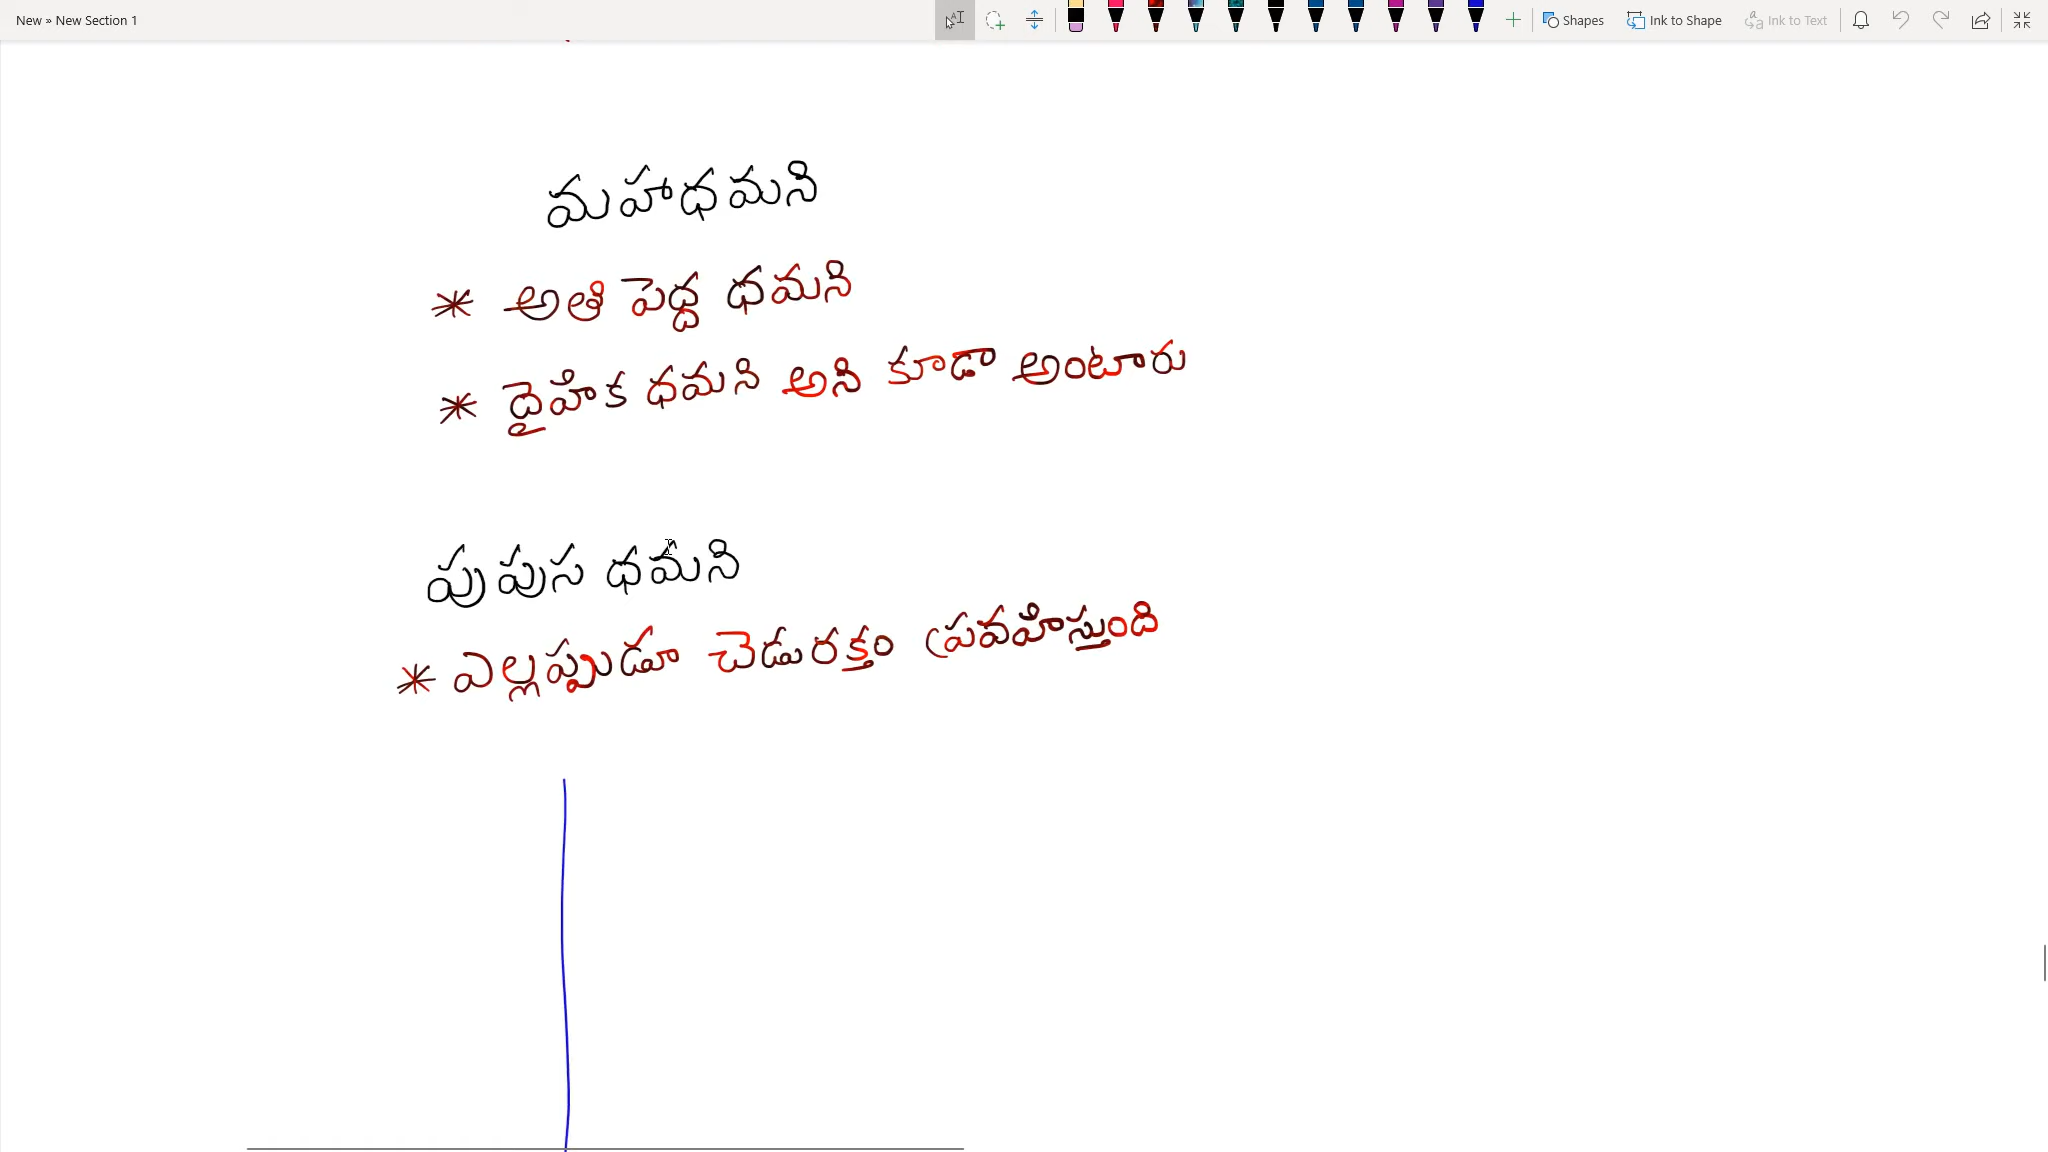 New » New Section 1
Shapes Ink to Shape Ink to Text
మహాధమని
* అతి పెద్ద ధమని
* దైహిక ధమని అని కూడా అంటారు
పుపుస ధమని
* ఎల్లప్పుడూ చెడురక్తం ప్రవహిస్తుంది